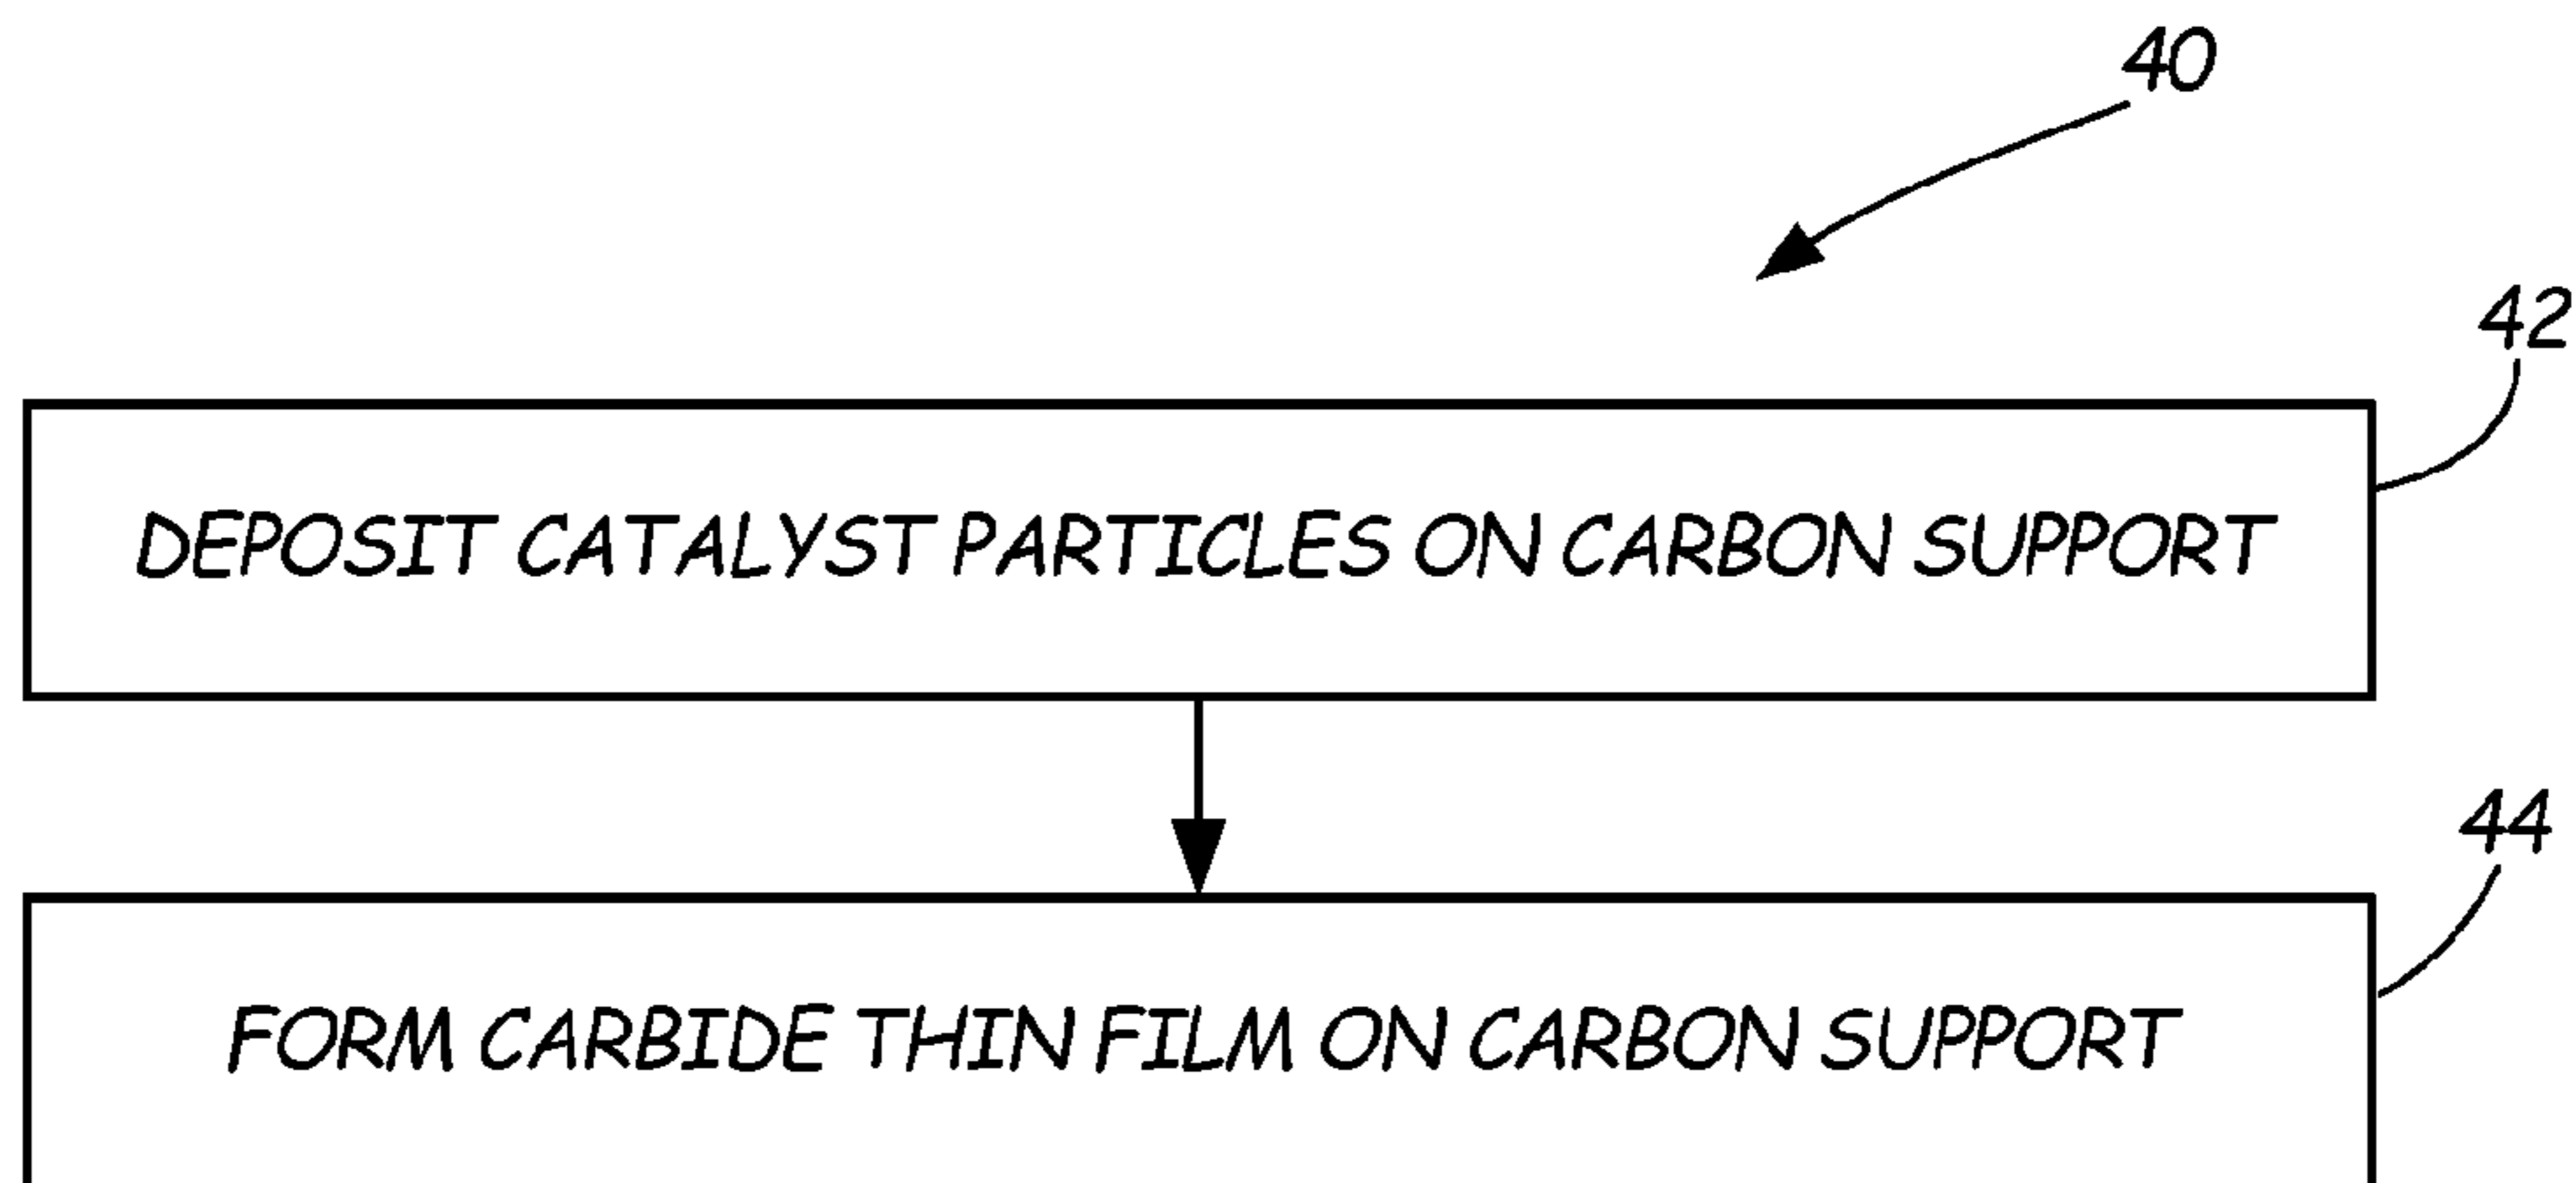 40
42
DEPOSIT CATALYST PARTICLES ON CARBON SUPPORT
44
FORM CARBIDE THIN FILM ON CARBON SUPPORT